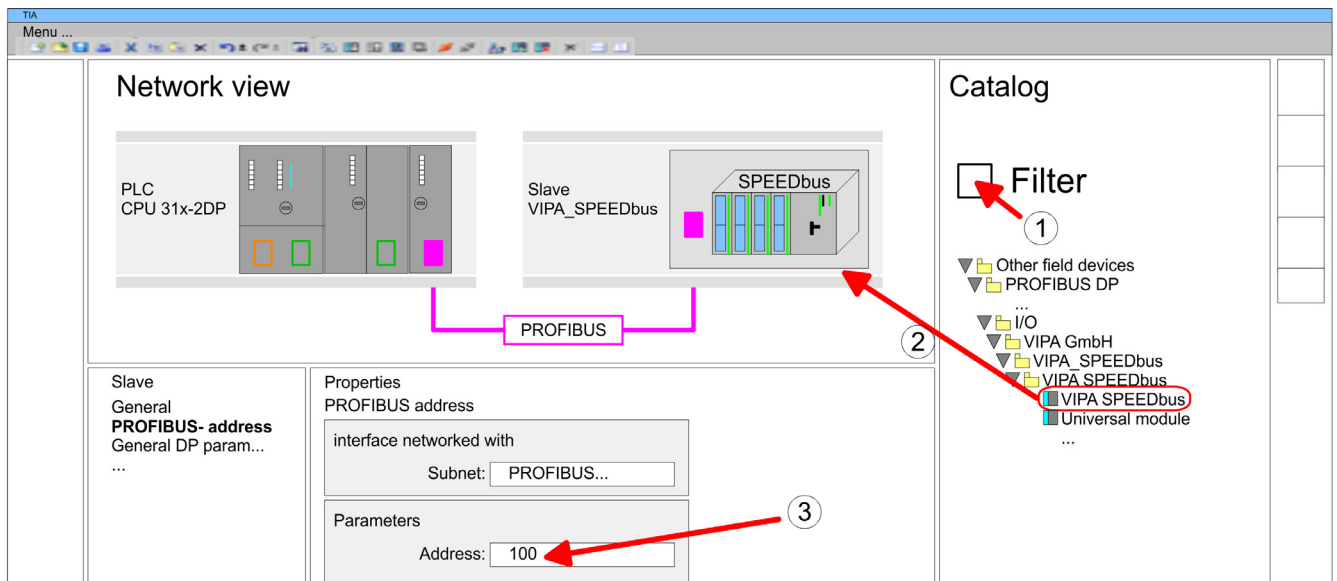 TIA
Menu ...
Network view
PLC
CPU 31x-2DP
Slave
VIPA_SPEEDbus
SPEEDbus
PROFIBUS
2
Catalog
Filter
1
Other field devices
PROFIBUS DP
...
I/O
VIPA GmbH
VIPA_SPEEDbus
VIPA SPEEDbus
VIPA SPEEDbus
Universal module
...
Slave
General
PROFIBUS- address
General DP param...
...
Properties
PROFIBUS address
interface networked with
Subnet: PROFIBUS...
Parameters
Address: 100
3